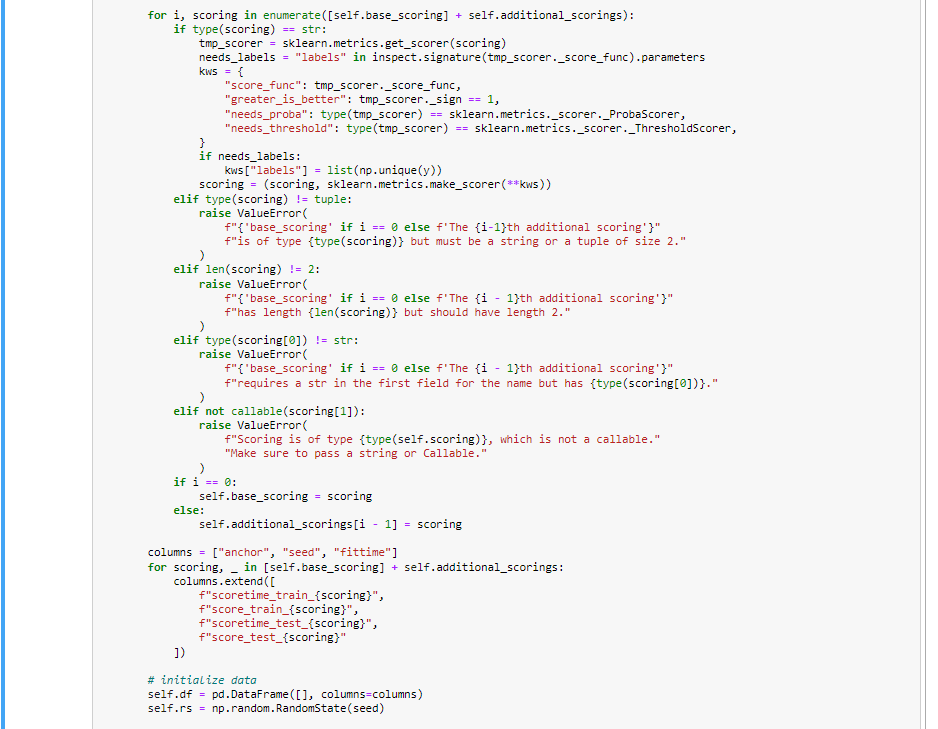 for i, scoring in enumerate([self.base_scoring] + self.additional_scorings):
    if type(scoring) == str:
        tmp_scorer = sklearn.metrics.get_scorer(scoring)
        needs_labels = "labels" in inspect.signature(tmp_scorer._score_func).parameters
        kws = {
            "score_func": tmp_scorer._score_func,
            "greater_is_better": tmp_scorer._sign == 1,
            "needs_proba": type(tmp_scorer) == sklearn.metrics._scorer._ProbaScorer,
            "needs_threshold": type(tmp_scorer) == sklearn.metrics._scorer._ThresholdScorer,
        }
        if needs_labels:
            kws["labels"] = list(np.unique(y))
        scoring = (scoring, sklearn.metrics.make_scorer(**kws))
    elif type(scoring) != tuple:
        raise ValueError(
            f"{'base_scoring' if i == 0 else f'The {i-1}th additional scoring'}"
            f"is of type {type(scoring)} but must be a string or a tuple of size 2."
        )
    elif len(scoring) != 2:
        raise ValueError(
            f"{'base_scoring' if i == 0 else f'The {i - 1}th additional scoring'}"
            f"has length {len(scoring)} but should have length 2."
        )
    elif type(scoring[0]) != str:
        raise ValueError(
            f"{'base_scoring' if i == 0 else f'The {i - 1}th additional scoring'}"
            f"requires a str in the first field for the name but has {type(scoring[0])}."
        )
    elif not callable(scoring[1]):
        raise ValueError(
            f"Scoring is of type {type(self.scoring)}, which is not a callable."
            "Make sure to pass a string or Callable."
        )
    if i == 0:
        self.base_scoring = scoring
    else:
        self.additional_scorings[i - 1] = scoring

columns = ["anchor", "seed", "fittime"]
for scoring, _ in [self.base_scoring] + self.additional_scorings:
    columns.extend([
        f"scoretime_train_{scoring}",
        f"score_train_{scoring}",
        f"scoretime_test_{scoring}",
        f"score_test_{scoring}"
    ])

# initialize data
self.df = pd.DataFrame([], columns=columns)
self.rs = np.random.RandomState(seed)